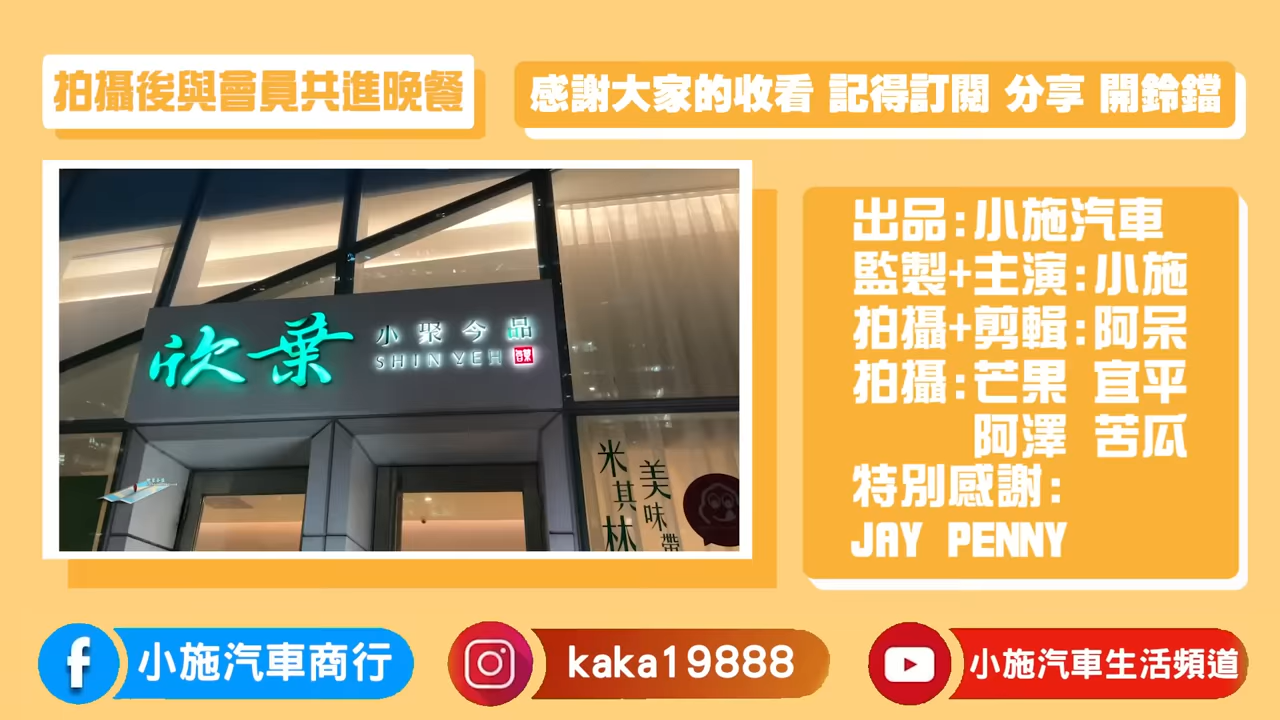 拍攝後與會員共進晚餐
感謝大家的收看 記得訂閱 分享 開鈴鐺
欣葉
小聚今品
SHIN YEH
米其林
美味帶
出品:小施汽車
監製+主演:小施
拍攝+剪輯:阿呆
拍攝:芒果 宜平
阿澤 苦瓜
特別感謝:
JAY PENNY
小施汽車商行
kaka19888
小施汽車生活頻道